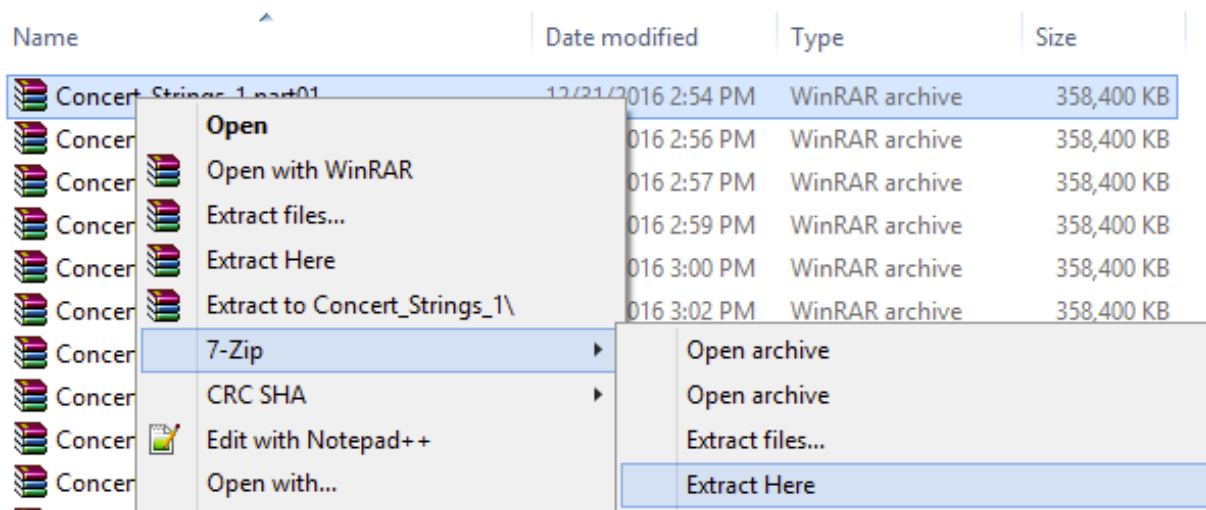 Name Date modified Type Size
Concert_Strings_1.part01 12/31/2016 2:54 PM WinRAR archive 358,400 KB
Open
Concer 016 2:56 PM WinRAR archive 358,400 KB
Open with WinRAR
Concer 016 2:57 PM WinRAR archive 358,400 KB
Extract files...
Concer 016 2:59 PM WinRAR archive 358,400 KB
Extract Here
Concer 016 3:00 PM WinRAR archive 358,400 KB
Extract to Concert_Strings_1\
Concer 016 3:02 PM WinRAR archive 358,400 KB
Concer 7-Zip Open archive
Concer CRC SHA Open archive
Concer Edit with Notepad++ Extract files...
Concer Open with... Extract Here